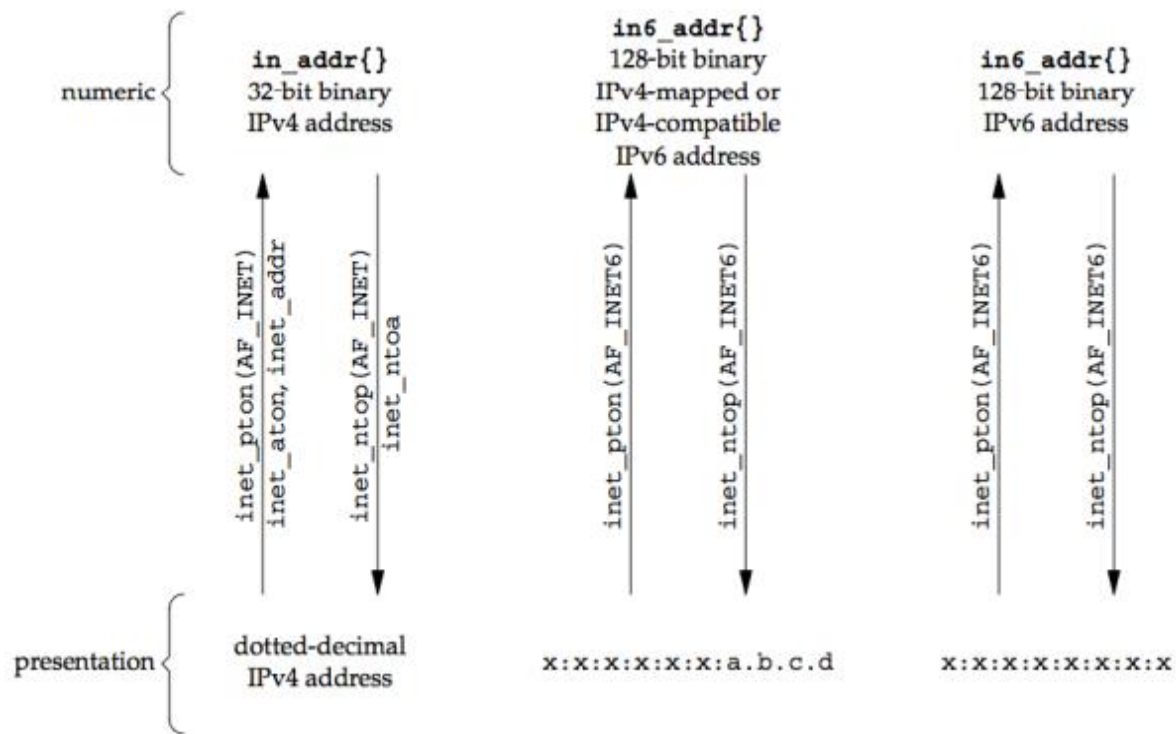 numeric
in_addr{}
32-bit binary
IPv4 address
in6_addr{}
128-bit binary
IPv4-mapped or
IPv4-compatible
IPv6 address
in6_addr{}
128-bit binary
IPv6 address
inet_pton(AF_INET)
inet_aton, inet_addr
inet_ntop(AF_INET)
inet_ntoa
inet_pton(AF_INET6)
inet_ntop(AF_INET6)
inet_pton(AF_INET6)
inet_ntop(AF_INET6)
presentation
dotted-decimal
IPv4 address
x:x:x:x:x:x:a.b.c.d
x:x:x:x:x:x:x:x